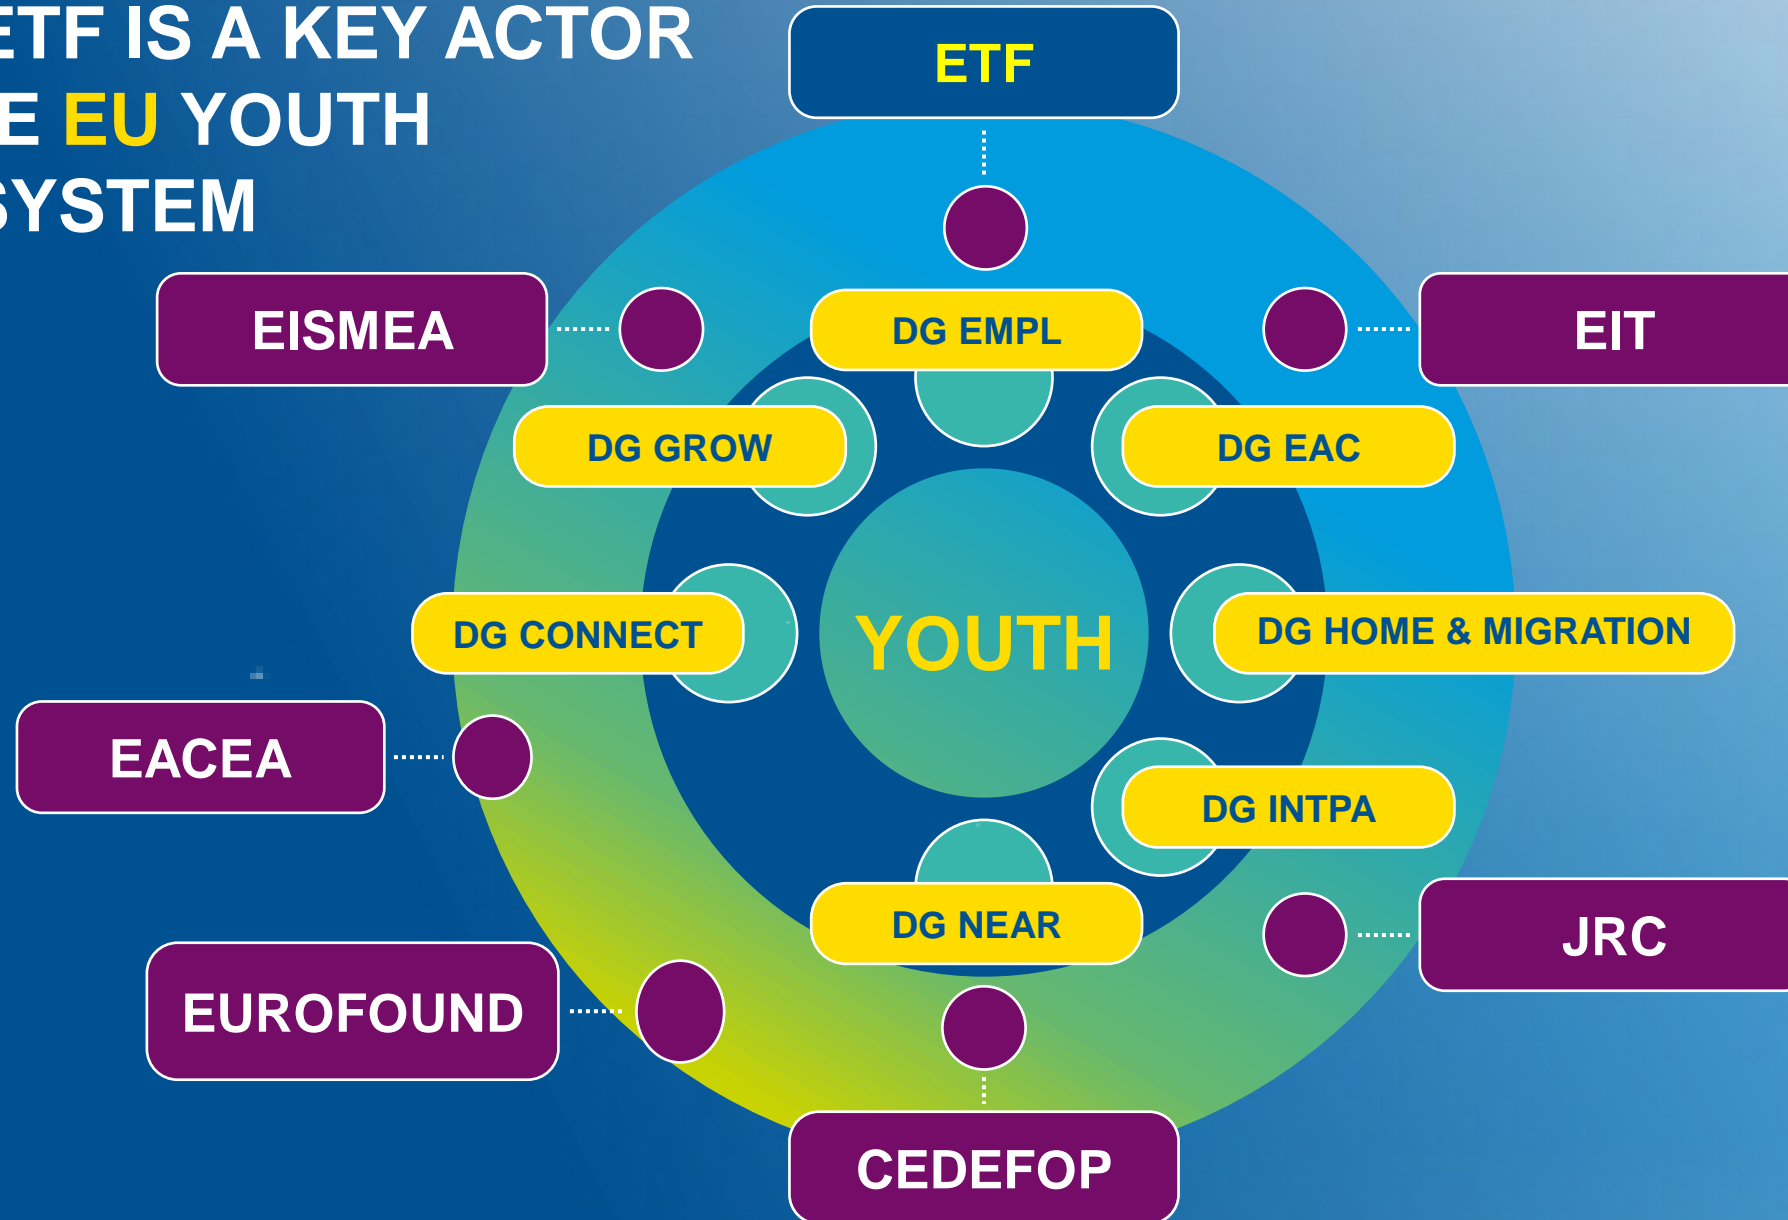 ETF IS A KEY ACTOR
E EU YOUTH
SYSTEM
ETF
EISMEA
DG EMPL
EIT
DG GROW
DG EAC
DG CONNECT
YOUTH
DG HOME & MIGRATION
EACEA
DG INTPA
DG NEAR
JRC
EUROFOUND
CEDEFOP